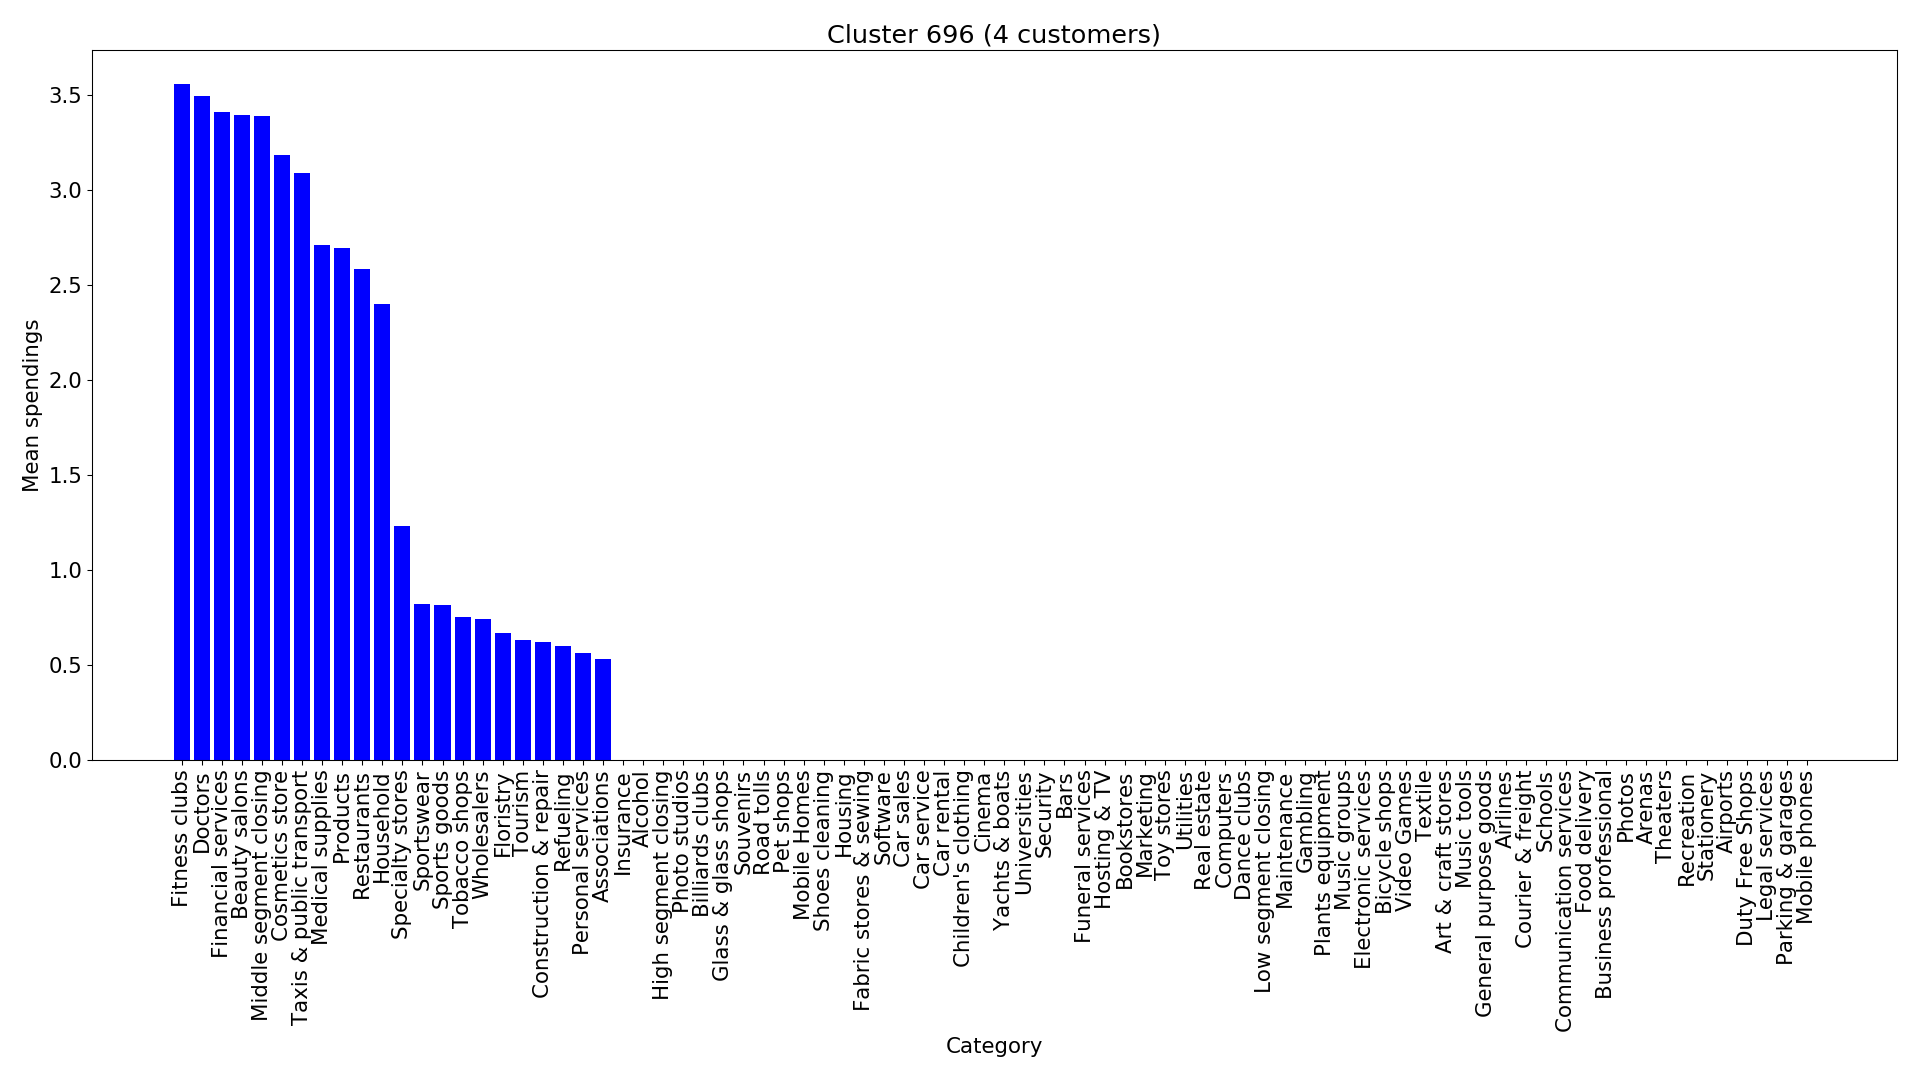 Cluster 696 (4 customers)
3.5
3.0
2.5
2.0
1.5
1.0
0.5
0.0
Mean spendings
Fitness clubs
Doctors
Financial services
Beauty salons
Middle segment closing
Cosmetics store
Taxis & public transport
Medical supplies
Products
Restaurants
Household
Specialty stores
Sportswear
Sports goods
Tobacco shops
Wholesalers
Floristry
Tourism
Construction & repair
Refueling
Personal services
Associations
Insurance
Alcohol
High segment closing
Photo studios
Billiards clubs
Glass & glass shops
Souvenirs
Road tolls
Pet shops
Mobile Homes
Shoes cleaning
Housing
Fabric stores & sewing
Software
Car sales
Car service
Car rental
Children's clothing
Cinema
Yachts & boats
Universities
Security
Bars
Funeral services
Hosting & TV
Bookstores
Marketing
Toy stores
Utilities
Real estate
Computers
Dance clubs
Low segment closing
Maintenance
Gambling
Plants equipment
Music groups
Electronic services
Bicycle shops
Video Games
Textile
Art & craft stores
Music tools
General purpose goods
Airlines
Courier & freight
Schools
Communication services
Food delivery
Business professional
Photos
Arenas
Theaters
Recreation
Stationery
Airports
Duty Free Shops
Legal services
Parking & garages
Mobile phones
Category